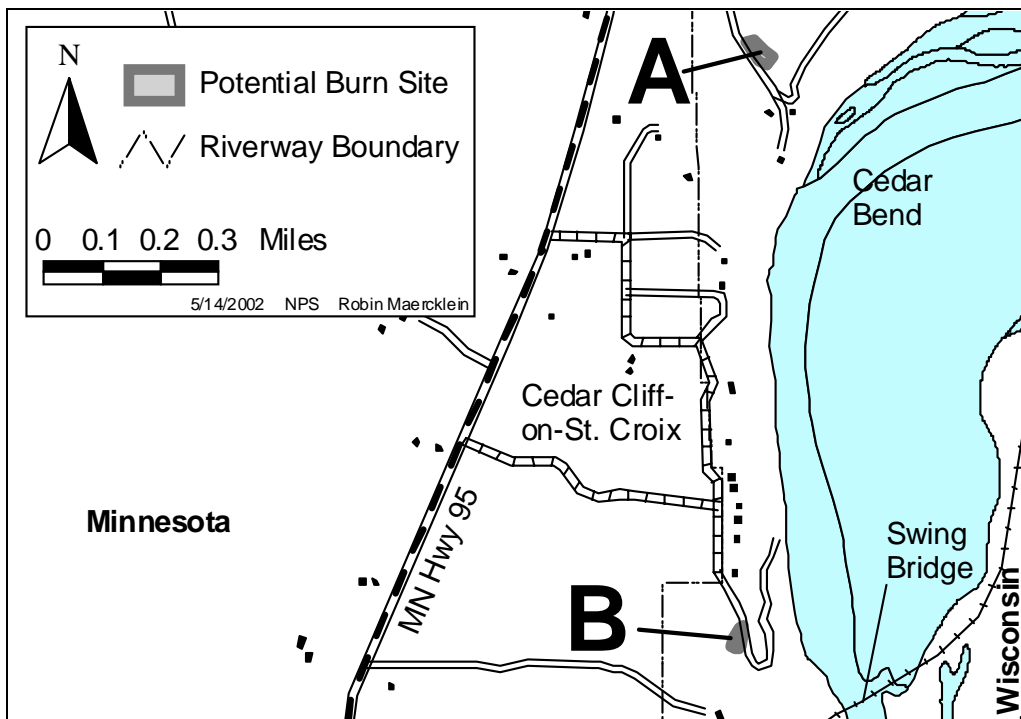 N
Potential Burn Site
Riverway Boundary
0 0.1 0.2 0.3 Miles
5/14/2002 NPS Robin Maercklein
A
Cedar
Bend
Cedar Cliff-
on-St. Croix
Minnesota
MN Hwy 95
Swing
Bridge
B
Wisconsin